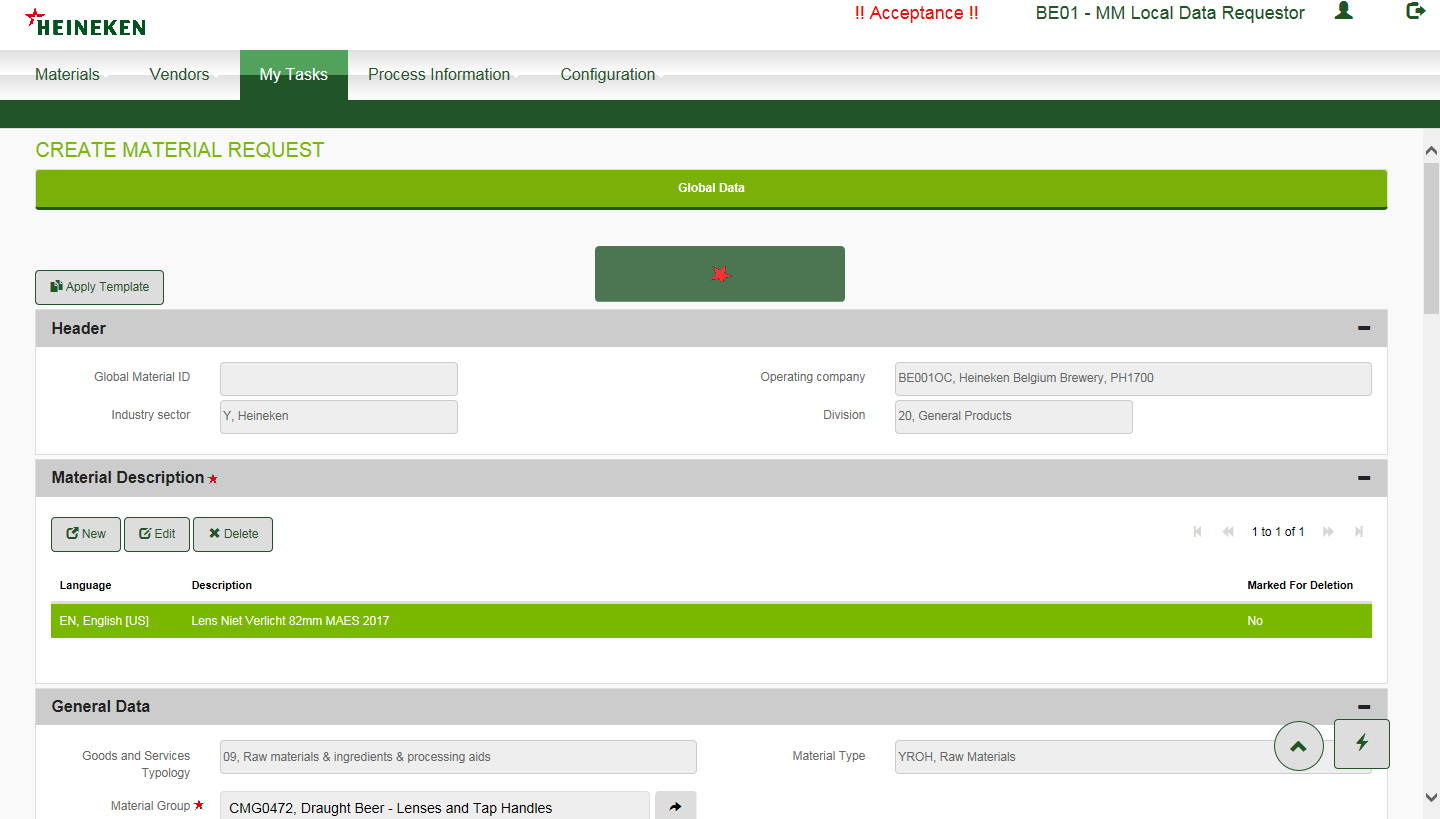 HEINEKEN
!! Acceptance !!
BE01 - MM Local Data Requestor
Materials
Vendors
My Tasks
Process Information
Configuration
CREATE MATERIAL REQUEST
Global Data
Apply Template
Header
Global Material ID
Operating company
BE001OC, Heineken Belgium Brewery, PH1700
Industry sector
Y, Heineken
Division
20, General Products
Material Description
New
Edit
Delete
1 to 1 of 1
Language
Description
Marked For Deletion
EN, English [US]
Lens Niet Verlicht 82mm MAES 2017
No
General Data
Goods and Services
Typology
09, Raw materials & ingredients & processing aids
Material Type
YROH, Raw Materials
Material Group
CMG0472, Draught Beer - Lenses and Tap Handles